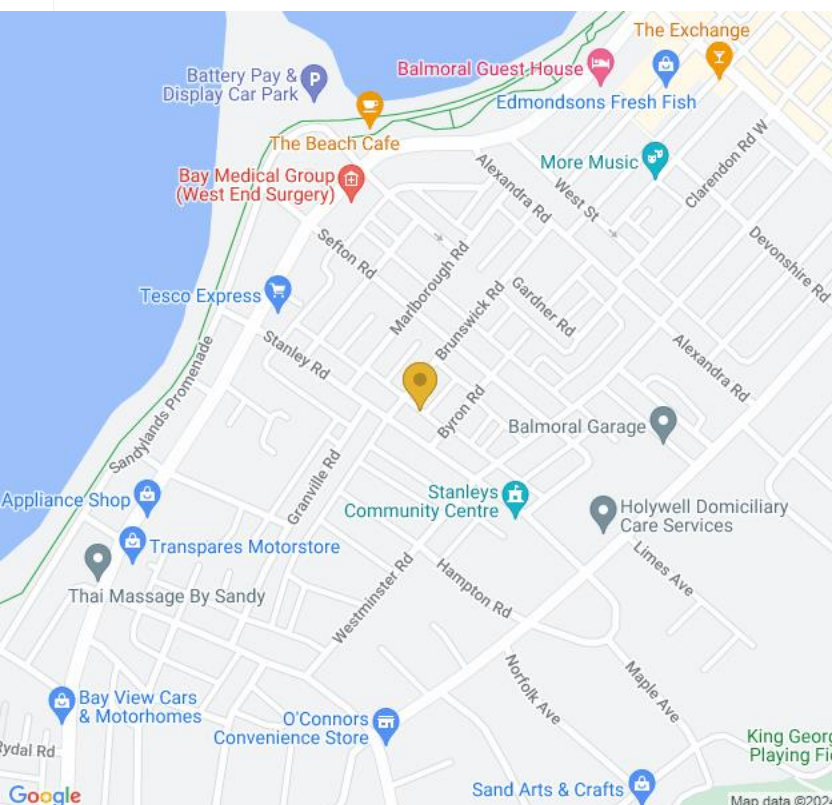 The Exchange
Battery Pay &
Display Car Park
Balmoral Guest House
Edmondsons Fresh Fish
The Beach Cafe
Bay Medical Group
(West End Surgery)
More Music
Clarendon Rd W
Alexandra Rd
West St
Devonshire Rd
Sefton Rd
Marlborough Rd
Tesco Express
Gardner Rd
Brunswick Rd
Stanley Rd
Alexandra Rd
Sandylands Promenade
Byron Rd
Balmoral Garage
Granville Rd
Appliance Shop
Stanleys
Community Centre
Holywell Domiciliary
Care Services
Transpares Motorstore
Limes Ave
Thai Massage By Sandy
Westminster Rd
Hampton Rd
Norfolk Ave
Maple Ave
Bay View Cars
& Motorhomes
O'Connors
Convenience Store
King Georg
Playing Fie
Rydal Rd
Sand Arts & Crafts
Google
Map data ©202